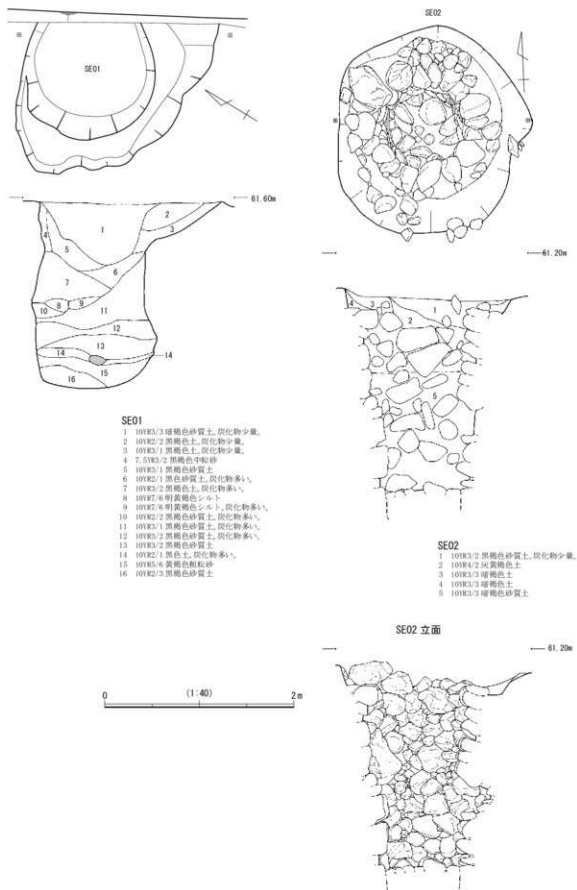 SE01
61.60m
1
2
3
4
5
6
7
8
9
10
11
12
13
14
14
15
16
SE01
1 10YR3/3 暗褐色砂質土、炭化物少量。
2 10YR2/2 黒褐色土、炭化物少量。
3 10YR3/1 黒褐色土、炭化物少量。
4 7.5YR3/2 黒褐色中粒砂
5 10YR3/1 黒褐色砂質土
6 10YR2/1 黒色砂質土、炭化物多い。
7 10YR3/2 黒褐色土、炭化物多い。
8 10YR7/6 明黄褐色シルト
9 10YR7/6 明黄褐色シルト、炭化物多い。
10 10YR2/2 黒褐色砂質土、炭化物多い。
11 10YR3/1 黒褐色砂質土、炭化物多い。
12 10YR3/2 黒褐色砂質土、炭化物多い。
13 10YR3/2 黒褐色砂質土
14 10YR2/1 黒色土、炭化物多い。
15 10YR5/6 黄褐色粗粒砂
16 10YR2/3 黒褐色砂質土
0 (1:40) 2m
SE02
61.20m
1
2
3
4
5
SE02
1 10YR3/2 黒褐色砂質土、炭化物少量。
2 10YR4/2 灰黄褐色土
3 10YR3/3 暗褐色土
4 10YR3/3 暗褐色土
5 10YR3/3 暗褐色砂質土
SE02 立面
61.20m